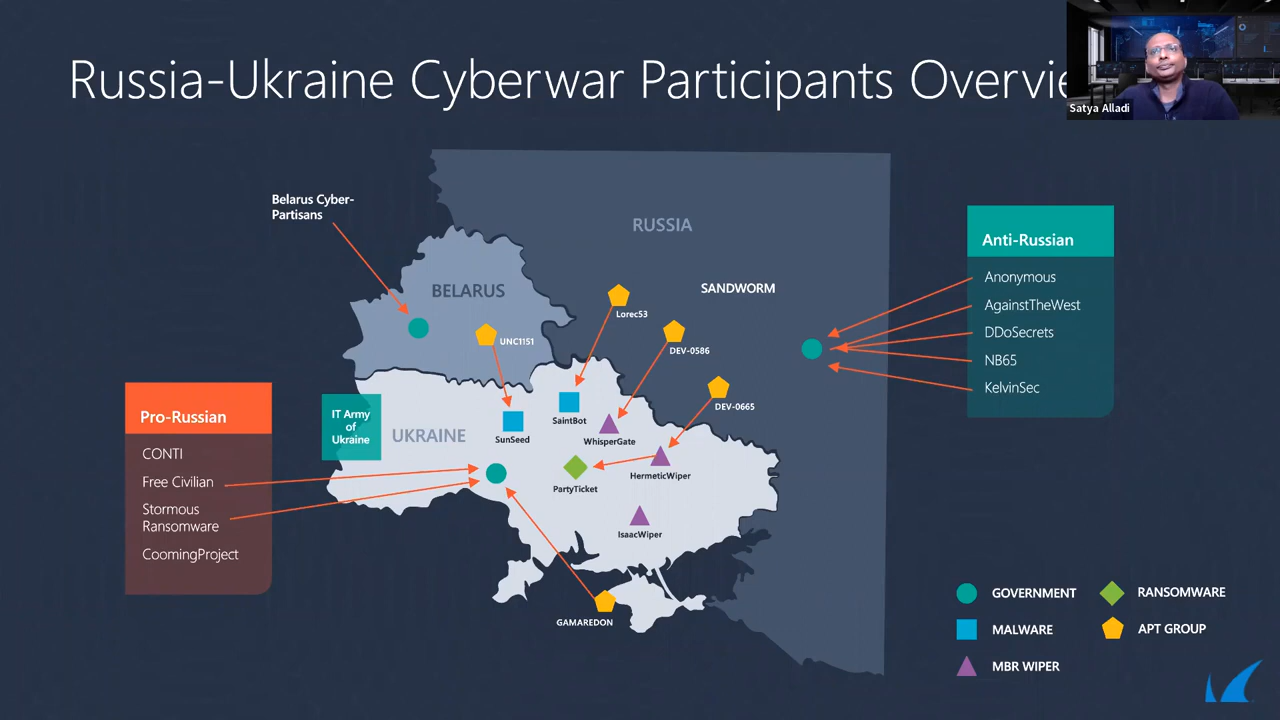 Russia-Ukraine Cyberwar Participants Overvie
Satya Alladi
Belarus Cyber-
Partisans
RUSSIA
BELARUS
SANDWORM
Lorec53
UNC1151
DEV-0586
DEV-0665
Anti-Russian
Anonymous
AgainstTheWest
DDoSecrets
NB65
KelvinSec
Pro-Russian
CONTI
Free Civilian
Stormous
Ransomware
CoomingProject
IT Army
of
Ukraine
UKRAINE
SunSeed
SaintBot
WhisperGate
HermeticWiper
PartyTicket
IsaacWiper
GAMAREDON
GOVERNMENT
RANSOMWARE
MALWARE
APT GROUP
MBR WIPER